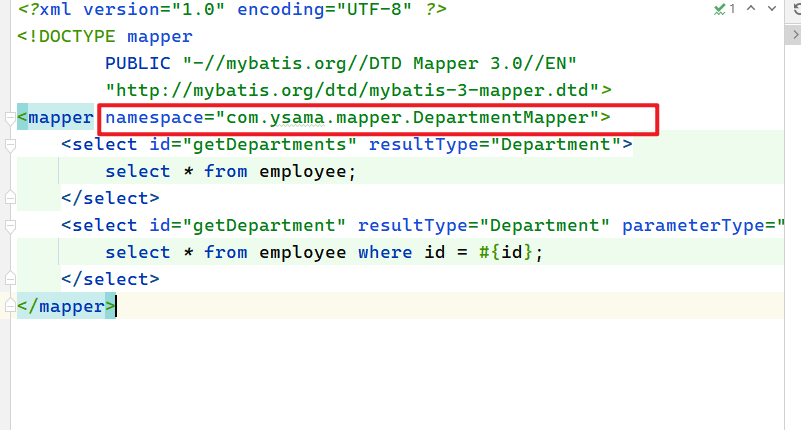 <?xml version="1.0" encoding="UTF-8" ?>
1
<!DOCTYPE mapper
PUBLIC "-//mybatis.org//DTD Mapper 3.0//EN"
"http://mybatis.org/dtd/mybatis-3-mapper.dtd">
<mapper namespace="com.ysama.mapper.DepartmentMapper">
<select id="getDepartments" resultType="Department">
select * from employee;
</select>
<select id="getDepartment" resultType="Department" parameterType="
select * from employee where id = #{id};
</select>
</mapper>